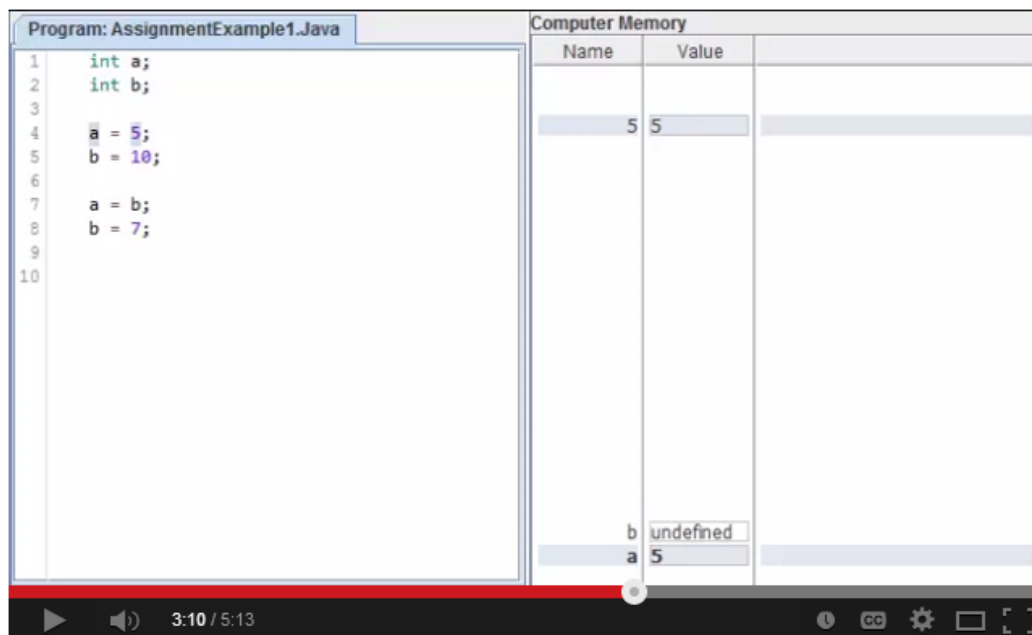 Program: AssignmentExample1.Java
1 int a;
2 int b;
3
4 a = 5;
5 b = 10;
6
7 a = b;
8 b = 7;
9
10
Computer Memory
Name Value
5 5
b undefined
a 5
3:10 / 5:13
CC